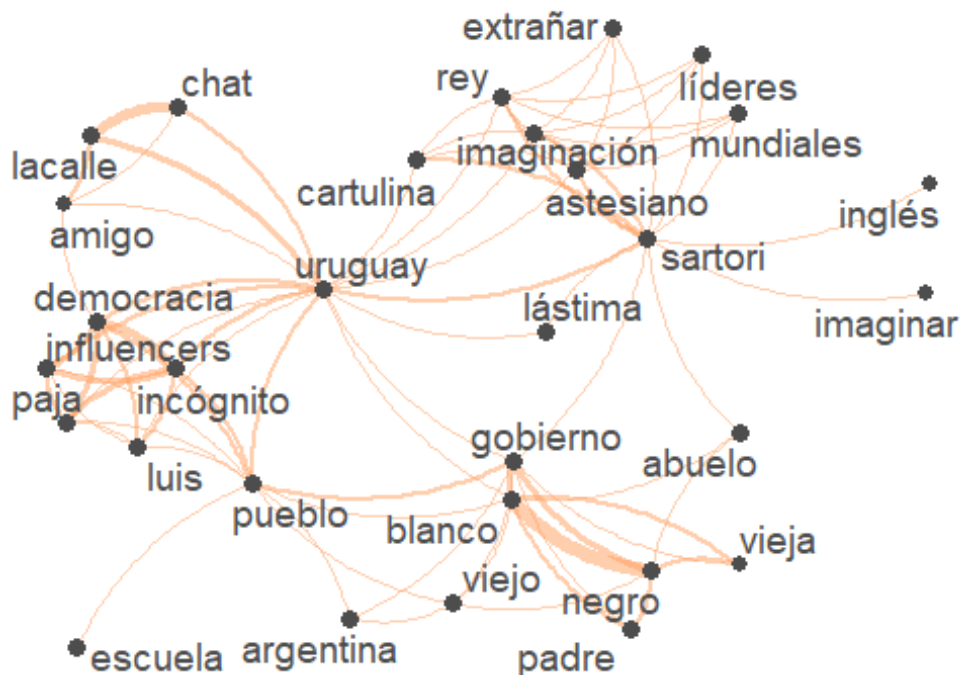 extrañar
chat
rey
líderes
lacalle
imaginación
mundiales
cartulina
astesiano
inglés
amigo
uruguay
sartori
democracia
lástima
imaginar
influencers
paja
incógnito
gobierno
abuelo
luis
pueblo
blanco
vieja
viejo
negro
escuela
argentina
padre